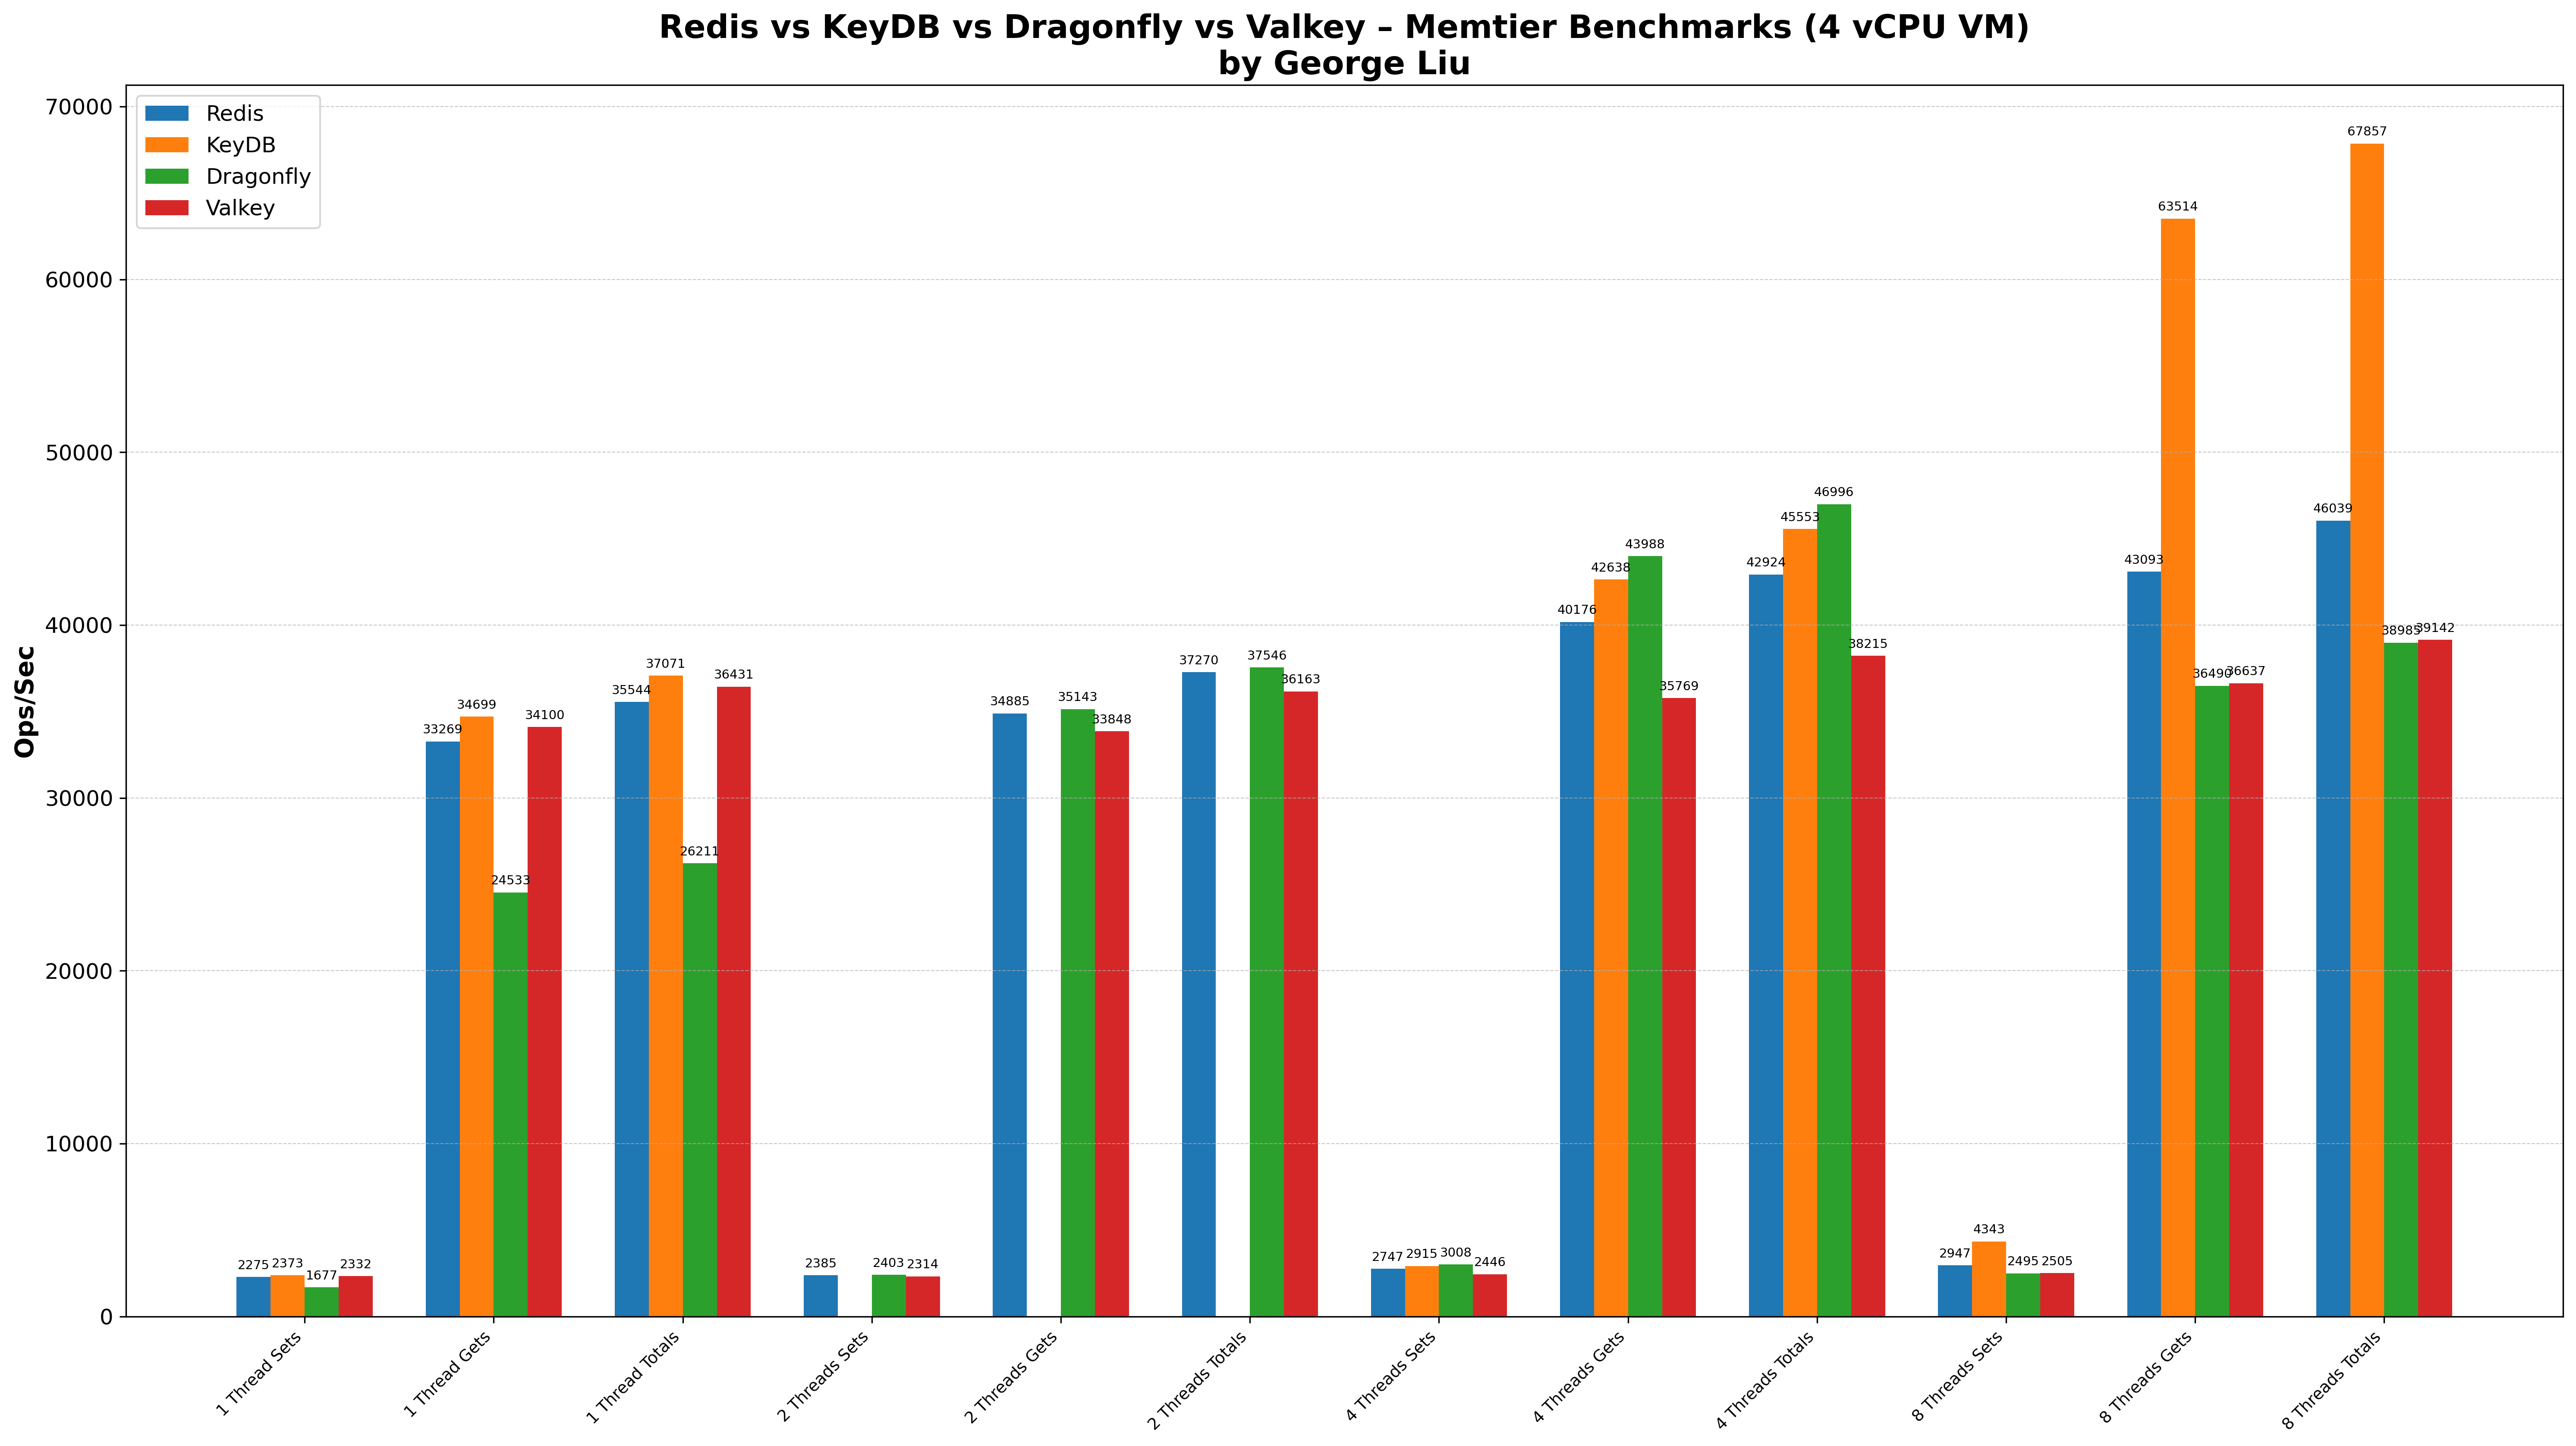 Redis vs KeyDB vs Dragonfly vs Valkey – Memtier Benchmarks (4 vCPU VM)
by George Liu
Redis
KeyDB
Dragonfly
Valkey
Ops/Sec
70000
60000
50000
40000
30000
20000
10000
0
2275 2373 1677 2332
33269 34699 24533 34100
35544 37071 26211 36431
2385 2403 2314
34885 35143 33848
37270 37546 36163
2747 2915 3008 2446
40176 42638 43988 35769
42924 45553 46996 38215
2947 4343 2495 2505
43093 63514 36490 36637
46039 67857 38985 39142
1 Thread Sets
1 Thread Gets
1 Thread Totals
2 Threads Sets
2 Threads Gets
2 Threads Totals
4 Threads Sets
4 Threads Gets
4 Threads Totals
8 Threads Sets
8 Threads Gets
8 Threads Totals